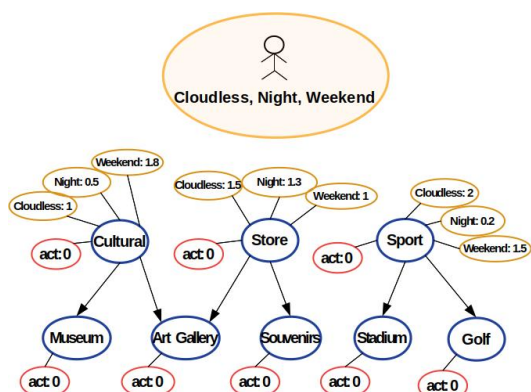 Cloudless, Night, Weekend
Weekend: 1.8
Night: 0.5
Cloudless: 1
Cultural
act: 0
Cloudless: 1.5
Night: 1.3
Weekend: 1
Store
act: 0
Cloudless: 2
Night: 0.2
Weekend: 1.5
Sport
act: 0
Museum
Art Gallery
Souvenirs
Stadium
Golf
act: 0
act: 0
act: 0
act: 0
act: 0